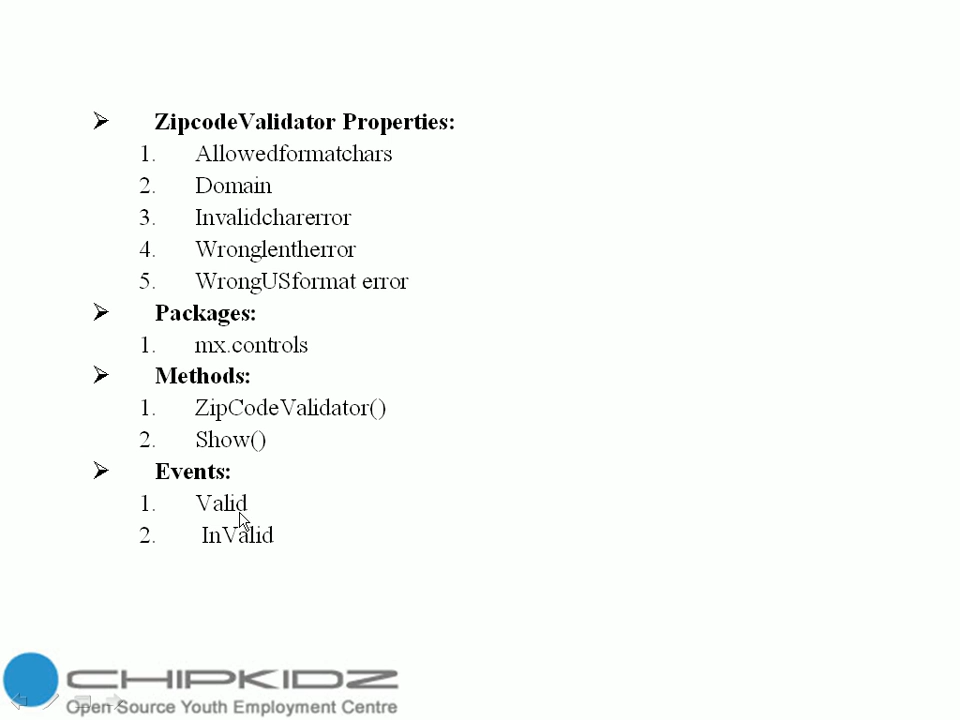 ➢ ZipcodeValidator Properties:
1. Allowedformatchars
2. Domain
3. Invalidcharerror
4. Wronglentherror
5. WrongUSformat error
➢ Packages:
1. mx.controls
➢ Methods:
1. ZipCodeValidator()
2. Show()
➢ Events:
1. Valid
2. InValid
CHIPKIDZ
Open Source Youth Employment Centre